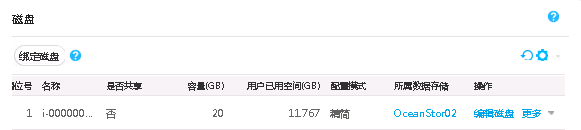 磁盘
绑定磁盘
位号 名称 是否共享 容量(GB) 用户已用空间(GB) 配置模式 所属数据存储 操作
1 i-000000... 否 20 11.767 精简 OceanStor02 编辑磁盘 更多